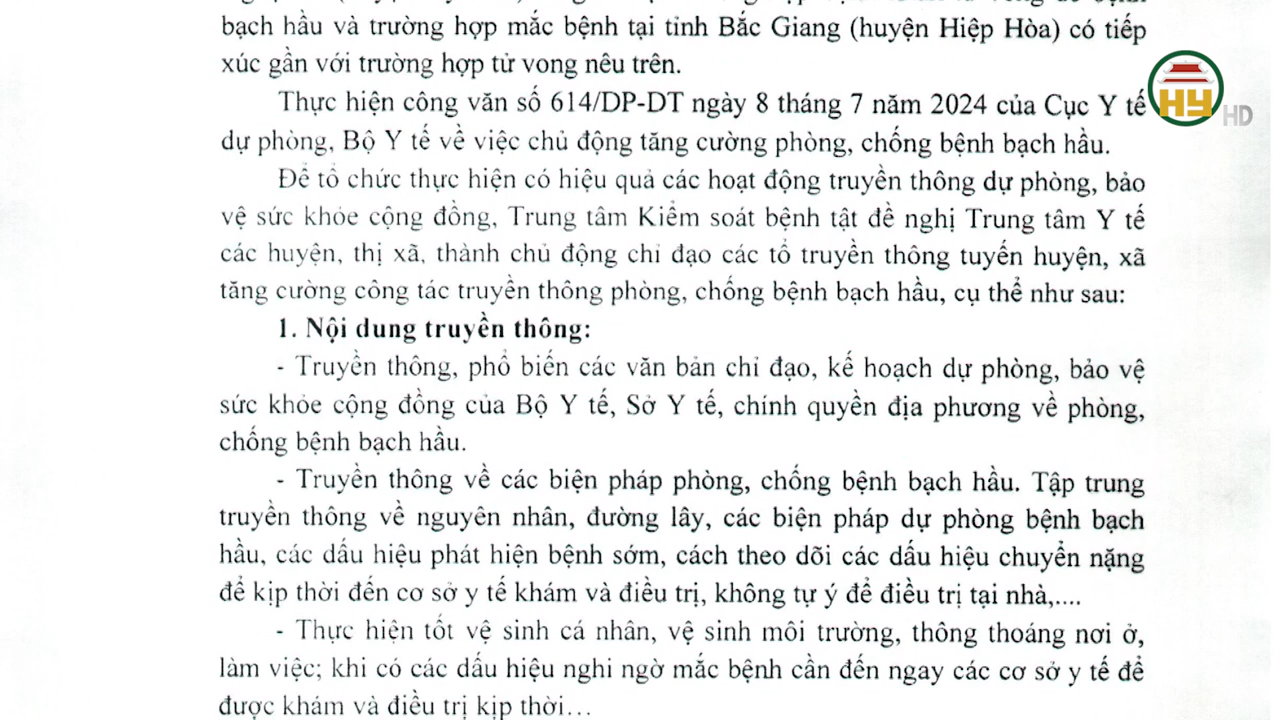 bạch hầu và trường hợp mắc bệnh tại tỉnh Bắc Giang (huyện Hiệp Hòa) có tiếp
xúc gần với trường hợp tử vong nêu trên.
Thực hiện công văn số 614/DP-DT ngày 8 tháng 7 năm 2024 của Cục Y tế
dự phòng, Bộ Y tế về việc chủ động tăng cường phòng, chống bệnh bạch hầu.
HY HD
Để tổ chức thực hiện có hiệu quả các hoạt động truyền thông dự phòng, bảo
vệ sức khỏe cộng đồng, Trung tâm Kiểm soát bệnh tật đề nghị Trung tâm Y tế
các huyện, thị xã, thành chủ động chỉ đạo các tổ truyền thông tuyến huyện, xã
tăng cường công tác truyền thông phòng, chống bệnh bạch hầu, cụ thể như sau:
1. Nội dung truyền thông:
- Truyền thông, phổ biến các văn bản chỉ đạo, kế hoạch dự phòng, bảo vệ
sức khỏe cộng đồng của Bộ Y tế, Sở Y tế, chính quyền địa phương về phòng,
chống bệnh bạch hầu.
- Truyền thông về các biện pháp phòng, chống bệnh bạch hầu. Tập trung
truyền thông về nguyên nhân, đường lây, các biện pháp dự phòng bệnh bạch
hầu, các dấu hiệu phát hiện bệnh sớm, cách theo dõi các dấu hiệu chuyển nặng
để kịp thời đến cơ sở y tế khám và điều trị, không tự ý để điều trị tại nhà,....
- Thực hiện tốt vệ sinh cá nhân, vệ sinh môi trường, thông thoáng nơi ở,
làm việc; khi có các dấu hiệu nghi ngờ mắc bệnh cần đến ngay các cơ sở y tế để
được khám và điều trị kịp thời…